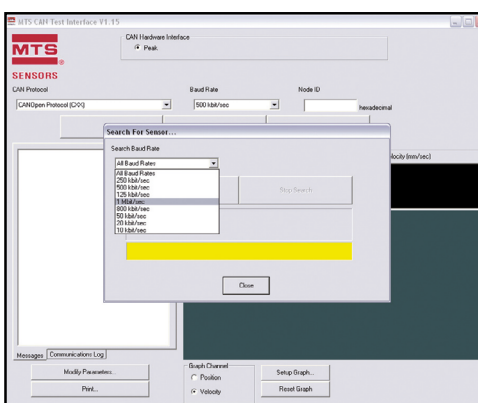 MTS CAN Test Interface V1.15
CAN Hardware Interface
Peak
MTS
®
SENSORS
CAN Protocol
Baud Rate
Node ID
CANOpen Protocol (CXX)
500 kbit/sec
hexadecimal
Search For Sensor...
Search Baud Rate
locity (mm/sec)
All Baud Rates
All Baud Rates
250 kbit/sec
500 kbit/sec
125 kbit/sec
1 Mbit/sec
800 kbit/sec
50 kbit/sec
20 kbit/sec
10 kbit/sec
Stop Search
Close
Messages
Communications Log
Modify Parameters...
Print...
Graph Channel
Position
Velocity
Setup Graph...
Reset Graph